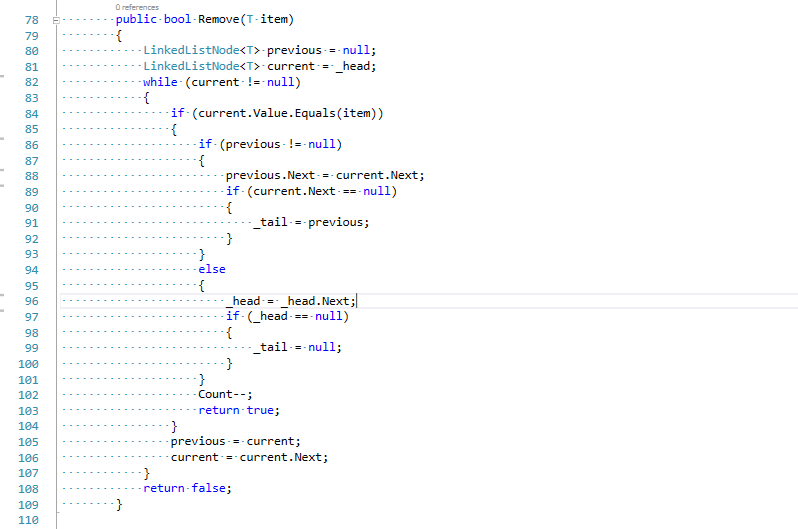 0 references
78 public bool Remove(T item)
79 {
80 LinkedListNode<T> previous = null;
81 LinkedListNode<T> current = _head;
82 while (current != null)
83 {
84 if (current.Value.Equals(item))
85 {
86 if (previous != null)
87 {
88 previous.Next = current.Next;
89 if (current.Next == null)
90 {
91 _tail = previous;
92 }
93 }
94 else
95 {
96 _head = _head.Next;
97 if (_head == null)
98 {
99 _tail = null;
100 }
101 }
102 Count--;
103 return true;
104 }
105 previous = current;
106 current = current.Next;
107 }
108 return false;
109 }
110